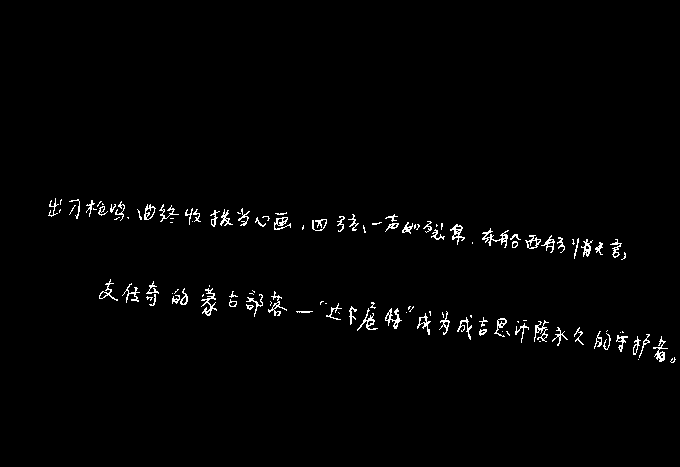 出刀枪鸣.曲终收拨当心画,四弦一声如裂帛.东船西舫悄无言,
支传奇的蒙古部落—“达尔扈特”成为成吉思汗陵永久的守护者。